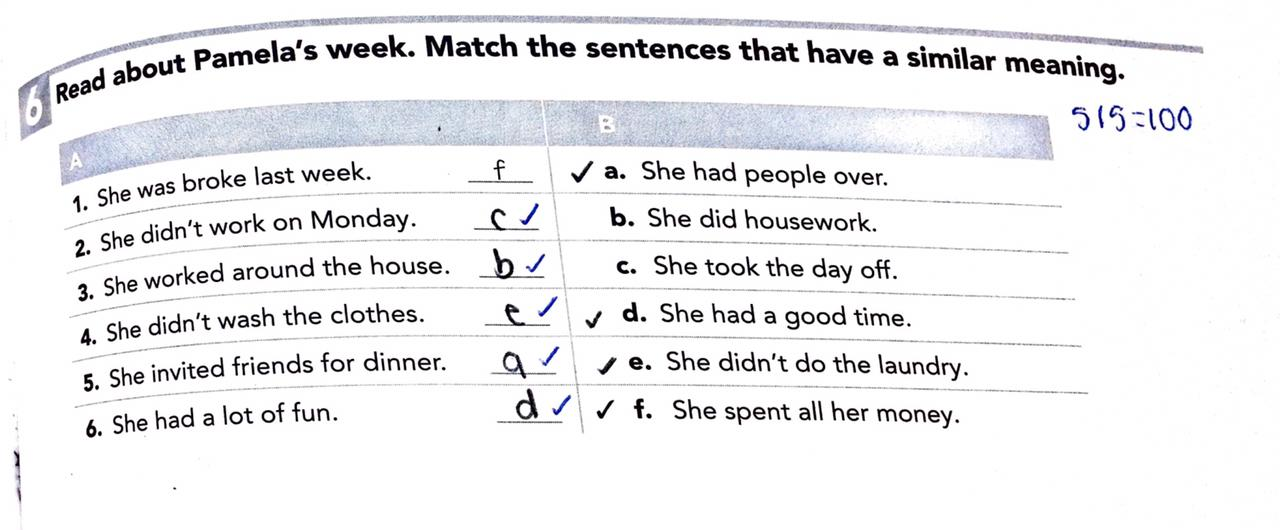 6 Read about Pamela's week. Match the sentences that have a similar meaning.
515=100
A B
1. She was broke last week. f ✓ a. She had people over.
2. She didn't work on Monday. c ✓ b. She did housework.
3. She worked around the house. b ✓ c. She took the day off.
4. She didn't wash the clothes. e ✓ ✓ d. She had a good time.
5. She invited friends for dinner. a ✓ ✓ e. She didn't do the laundry.
6. She had a lot of fun. d ✓ ✓ f. She spent all her money.